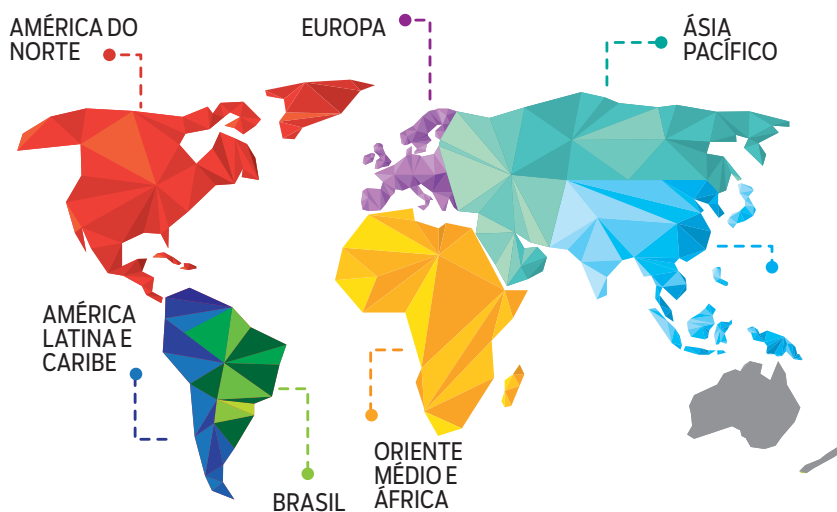 AMÉRICA DO
NORTE
EUROPA
ÁSIA
PACÍFICO
AMÉRICA
LATINA E
CARIBE
BRASIL
ORIENTE
MÉDIO E
ÁFRICA